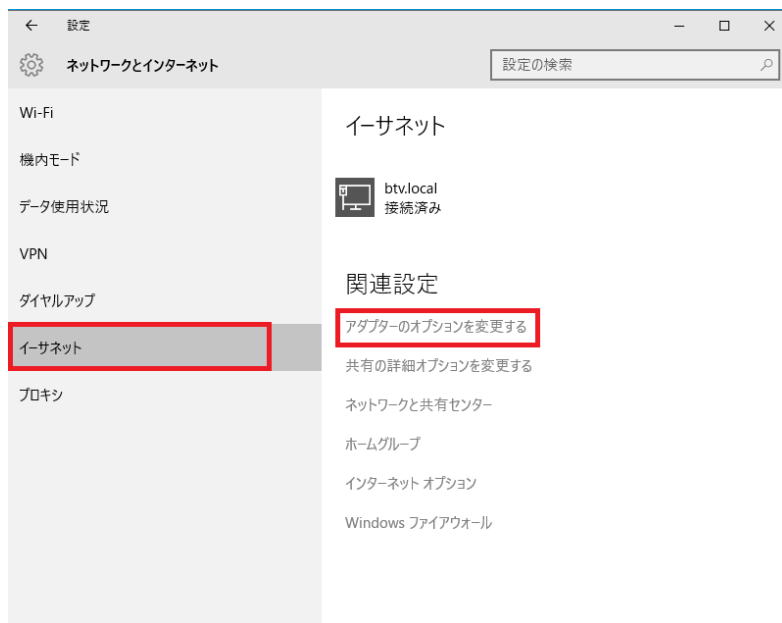 設定
ネットワークとインターネット
設定の検索
Wi-Fi
機内モード
データ使用状況
VPN
ダイヤルアップ
イーサネット
プロキシ
イーサネット
btv.local
接続済み
関連設定
アダプターのオプションを変更する
共有の詳細オプションを変更する
ネットワークと共有センター
ホームグループ
インターネット オプション
Windows ファイアウォール